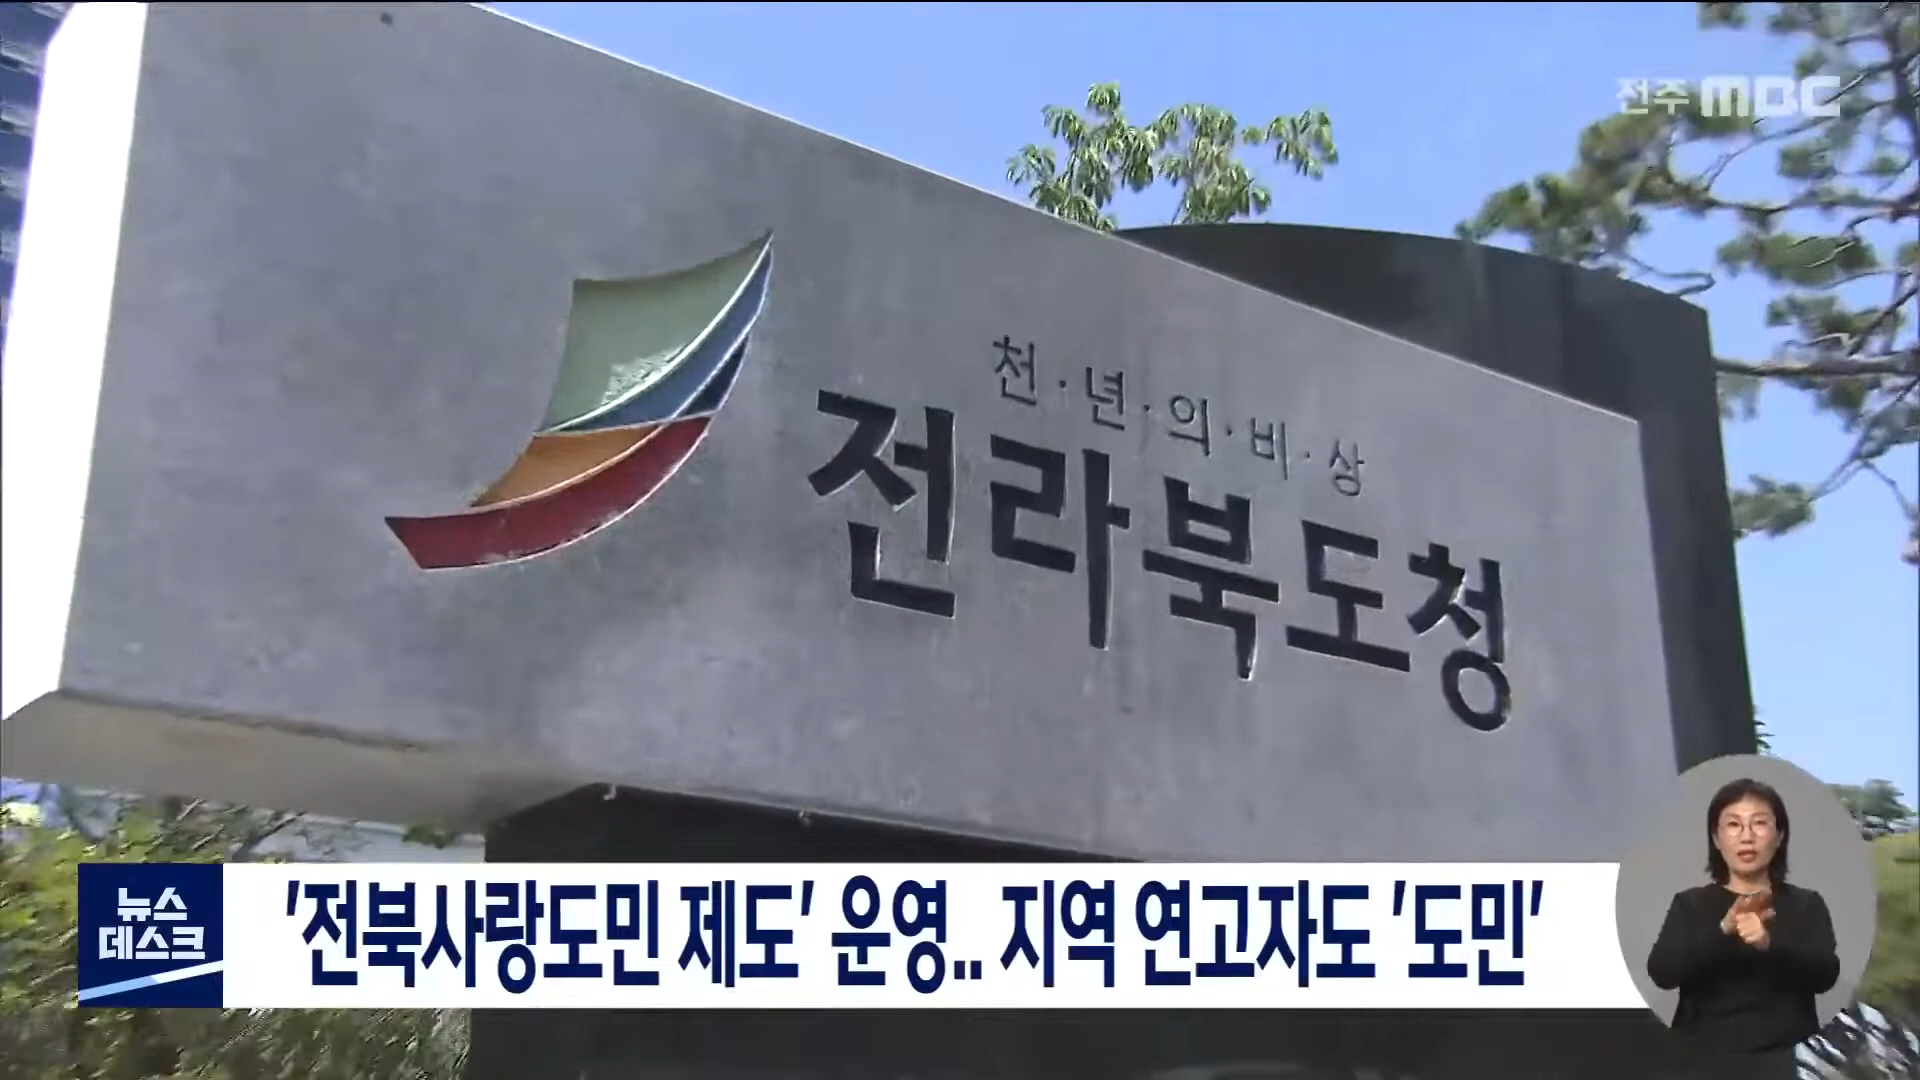 전주 MBC
천·년·의·비·상
전라북도청
뉴스
데스크
'전북사랑도민 제도' 운영.. 지역 연고자도 '도민'